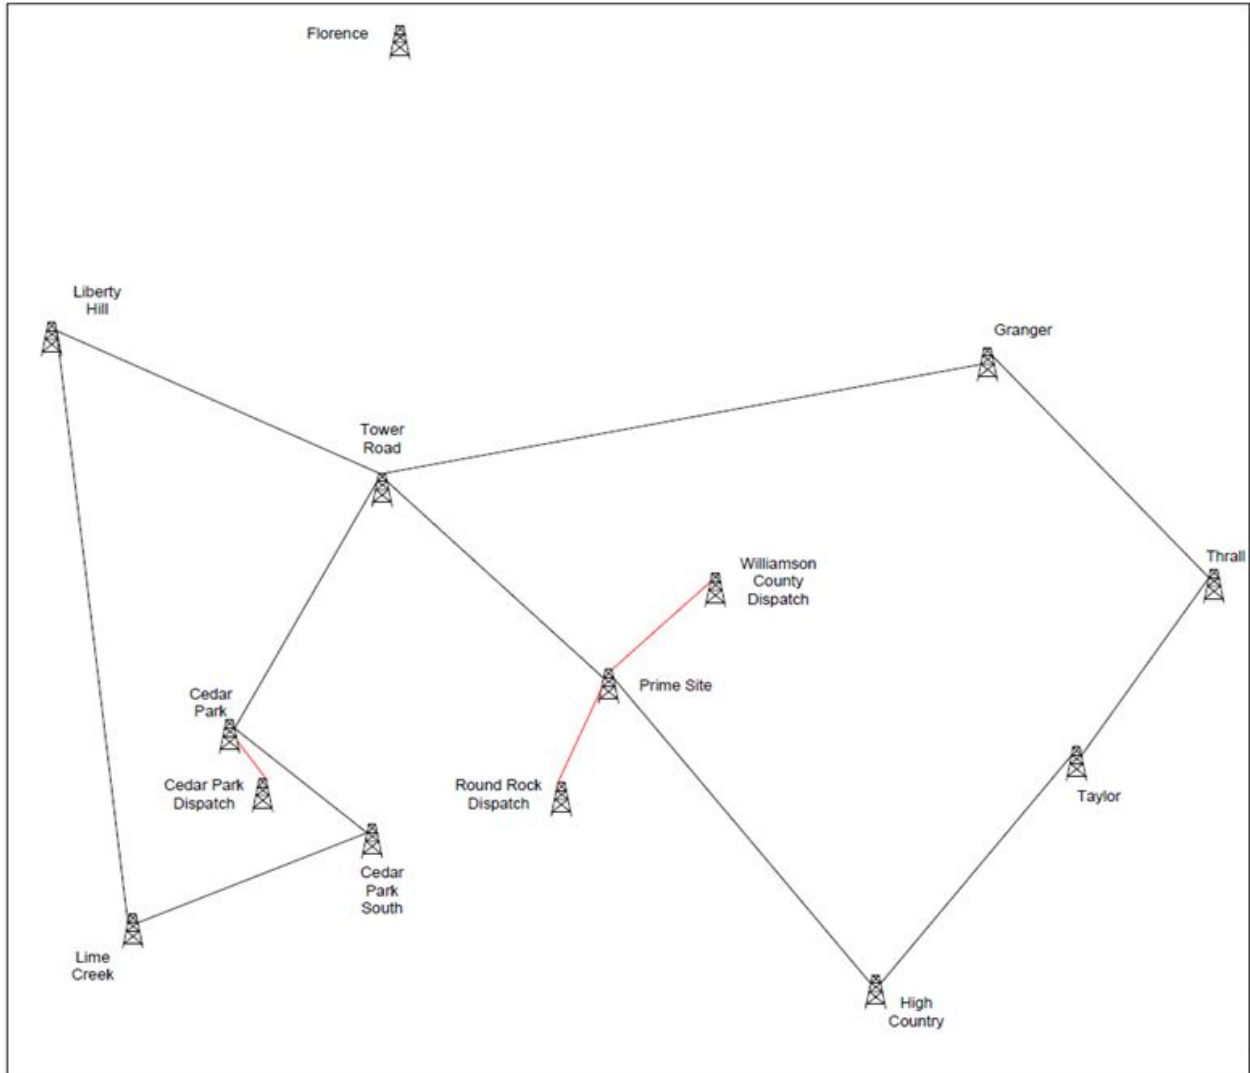 Florence
Liberty
Hill
Granger
Tower
Road
Thrall
Williamson
County
Dispatch
Prime Site
Cedar
Park
Cedar Park
Dispatch
Round Rock
Dispatch
Taylor
Cedar
Park
South
Lime
Creek
High
Country